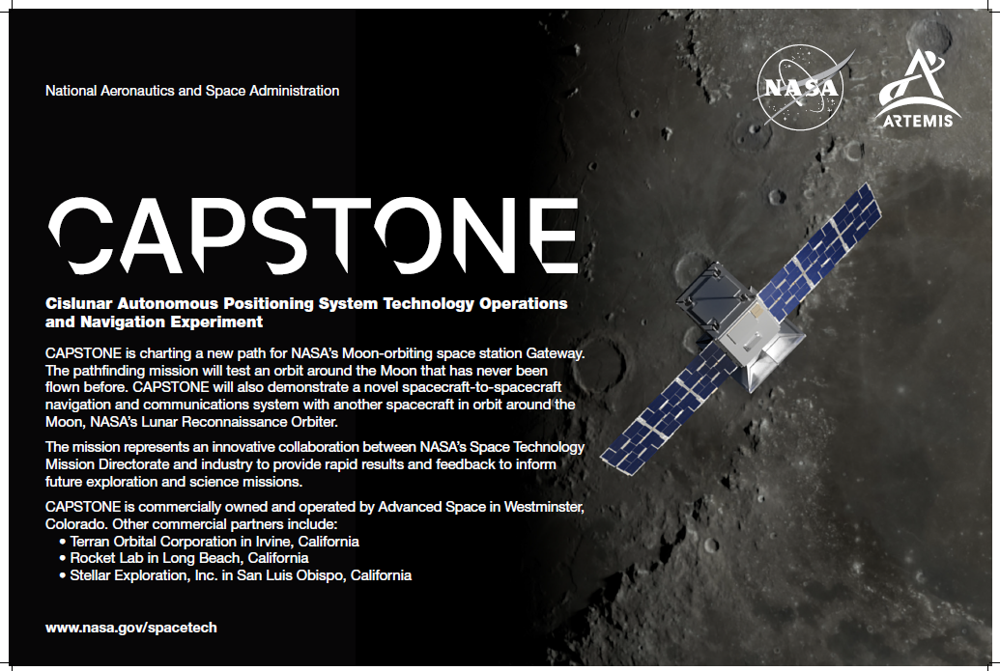 National Aeronautics and Space Administration
NASA
ARTEMIS
CAPSTONE
Cislunar Autonomous Positioning System Technology Operations
and Navigation Experiment
CAPSTONE is charting a new path for NASA's Moon-orbiting space station Gateway.
The pathfinding mission will test an orbit around the Moon that has never been
flown before. CAPSTONE will also demonstrate a novel spacecraft-to-spacecraft
navigation and communications system with another spacecraft in orbit around the
Moon, NASA's Lunar Reconnaissance Orbiter.
The mission represents an innovative collaboration between NASA's Space Technology
Mission Directorate and industry to provide rapid results and feedback to inform
future exploration and science missions.
CAPSTONE is commercially owned and operated by Advanced Space in Westminster,
Colorado. Other commercial partners include:
• Terran Orbital Corporation in Irvine, California
• Rocket Lab in Long Beach, California
• Stellar Exploration, Inc. in San Luis Obispo, California
www.nasa.gov/spacetech